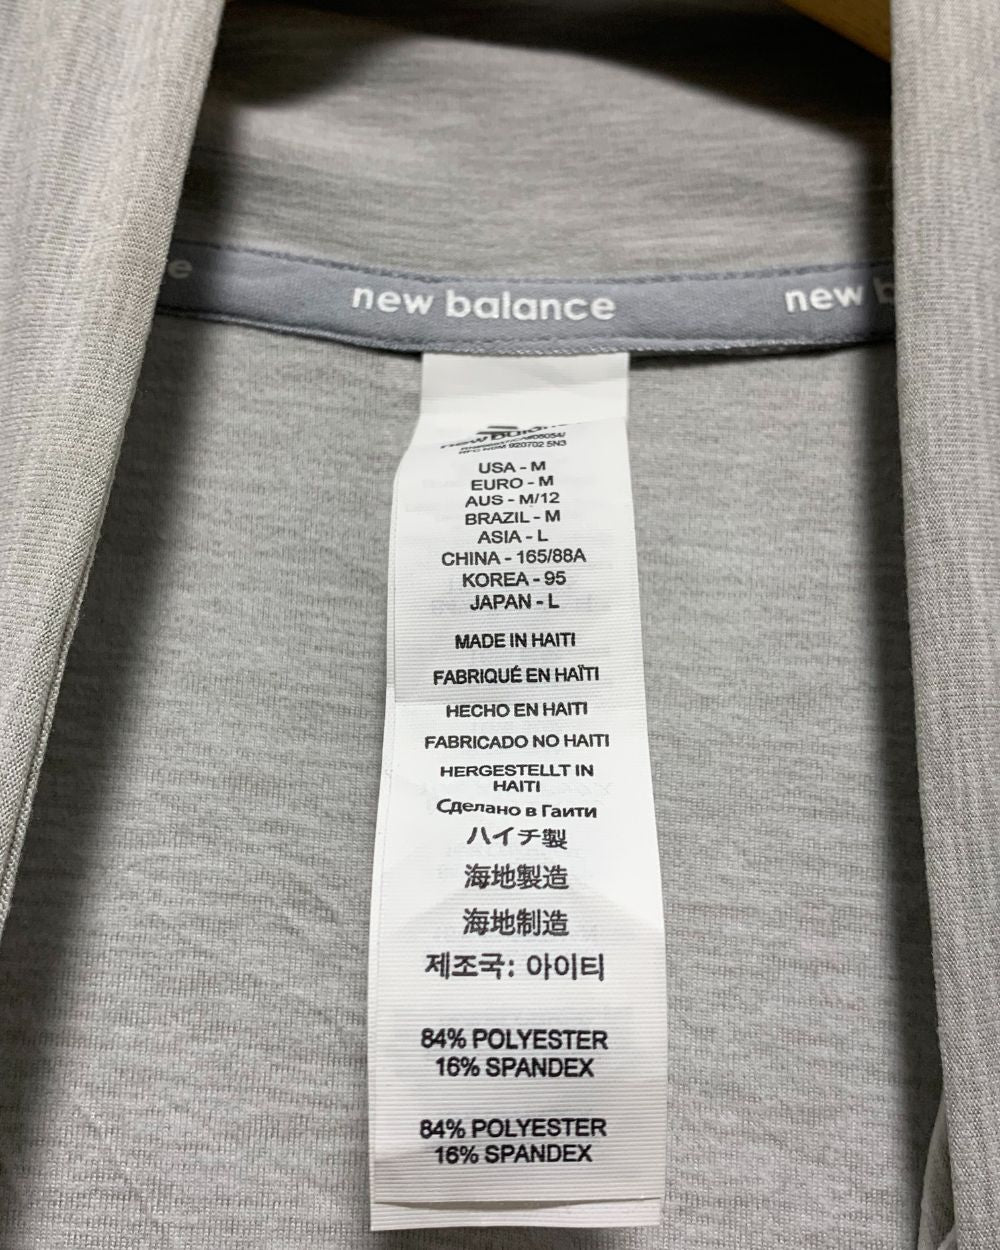 new balance
new
USA - M
EURO - M
AUS - M/12
BRAZIL - M
ASIA - L
CHINA - 165/88A
KOREA - 95
JAPAN - L
MADE IN HAITI
FABRIQUÉ EN HAÏTI
HECHO EN HAITI
FABRICADO NO HAITI
HERGESTELLT IN
HAITI
Сделано в Гаити
ハイチ製
海地製造
海地制造
제조국: 아이티
84% POLYESTER
16% SPANDEX
84% POLYESTER
16% SPANDEX